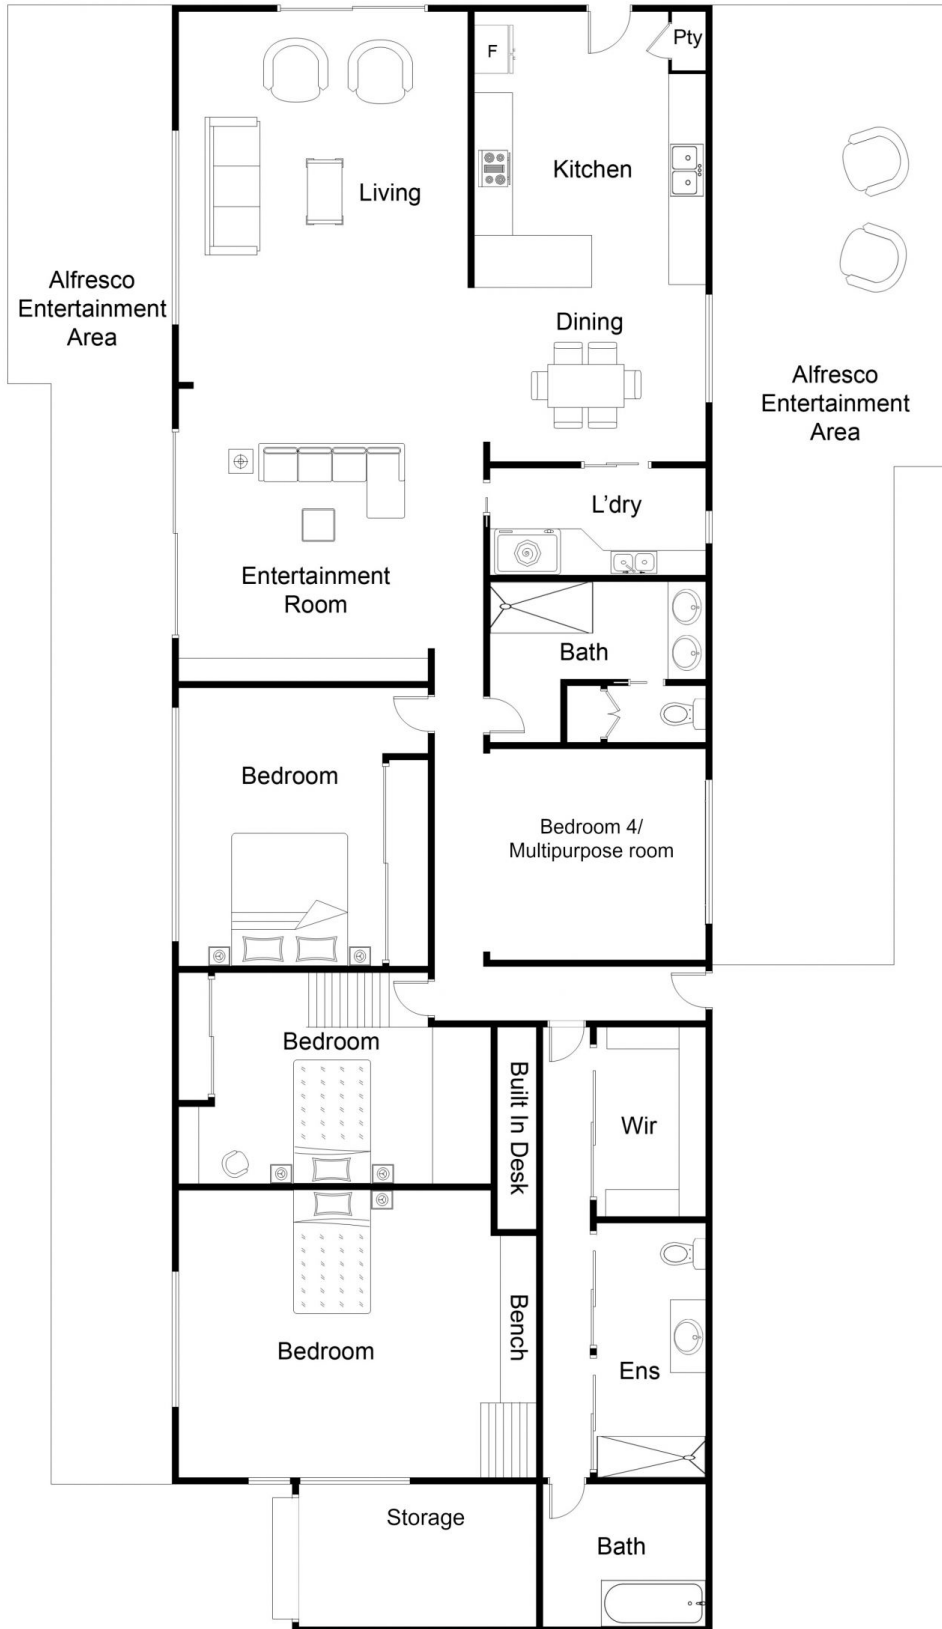 Pty
F
Kitchen
Living
Alfresco
Entertainment
Area
Dining
Alfresco
Entertainment
Area
L'dry
Entertainment
Room
Bath
Bedroom
Bedroom 4/
Multipurpose room
Bedroom
Built In Desk
Wir
Bench
Bedroom
Ens
Storage
Bath